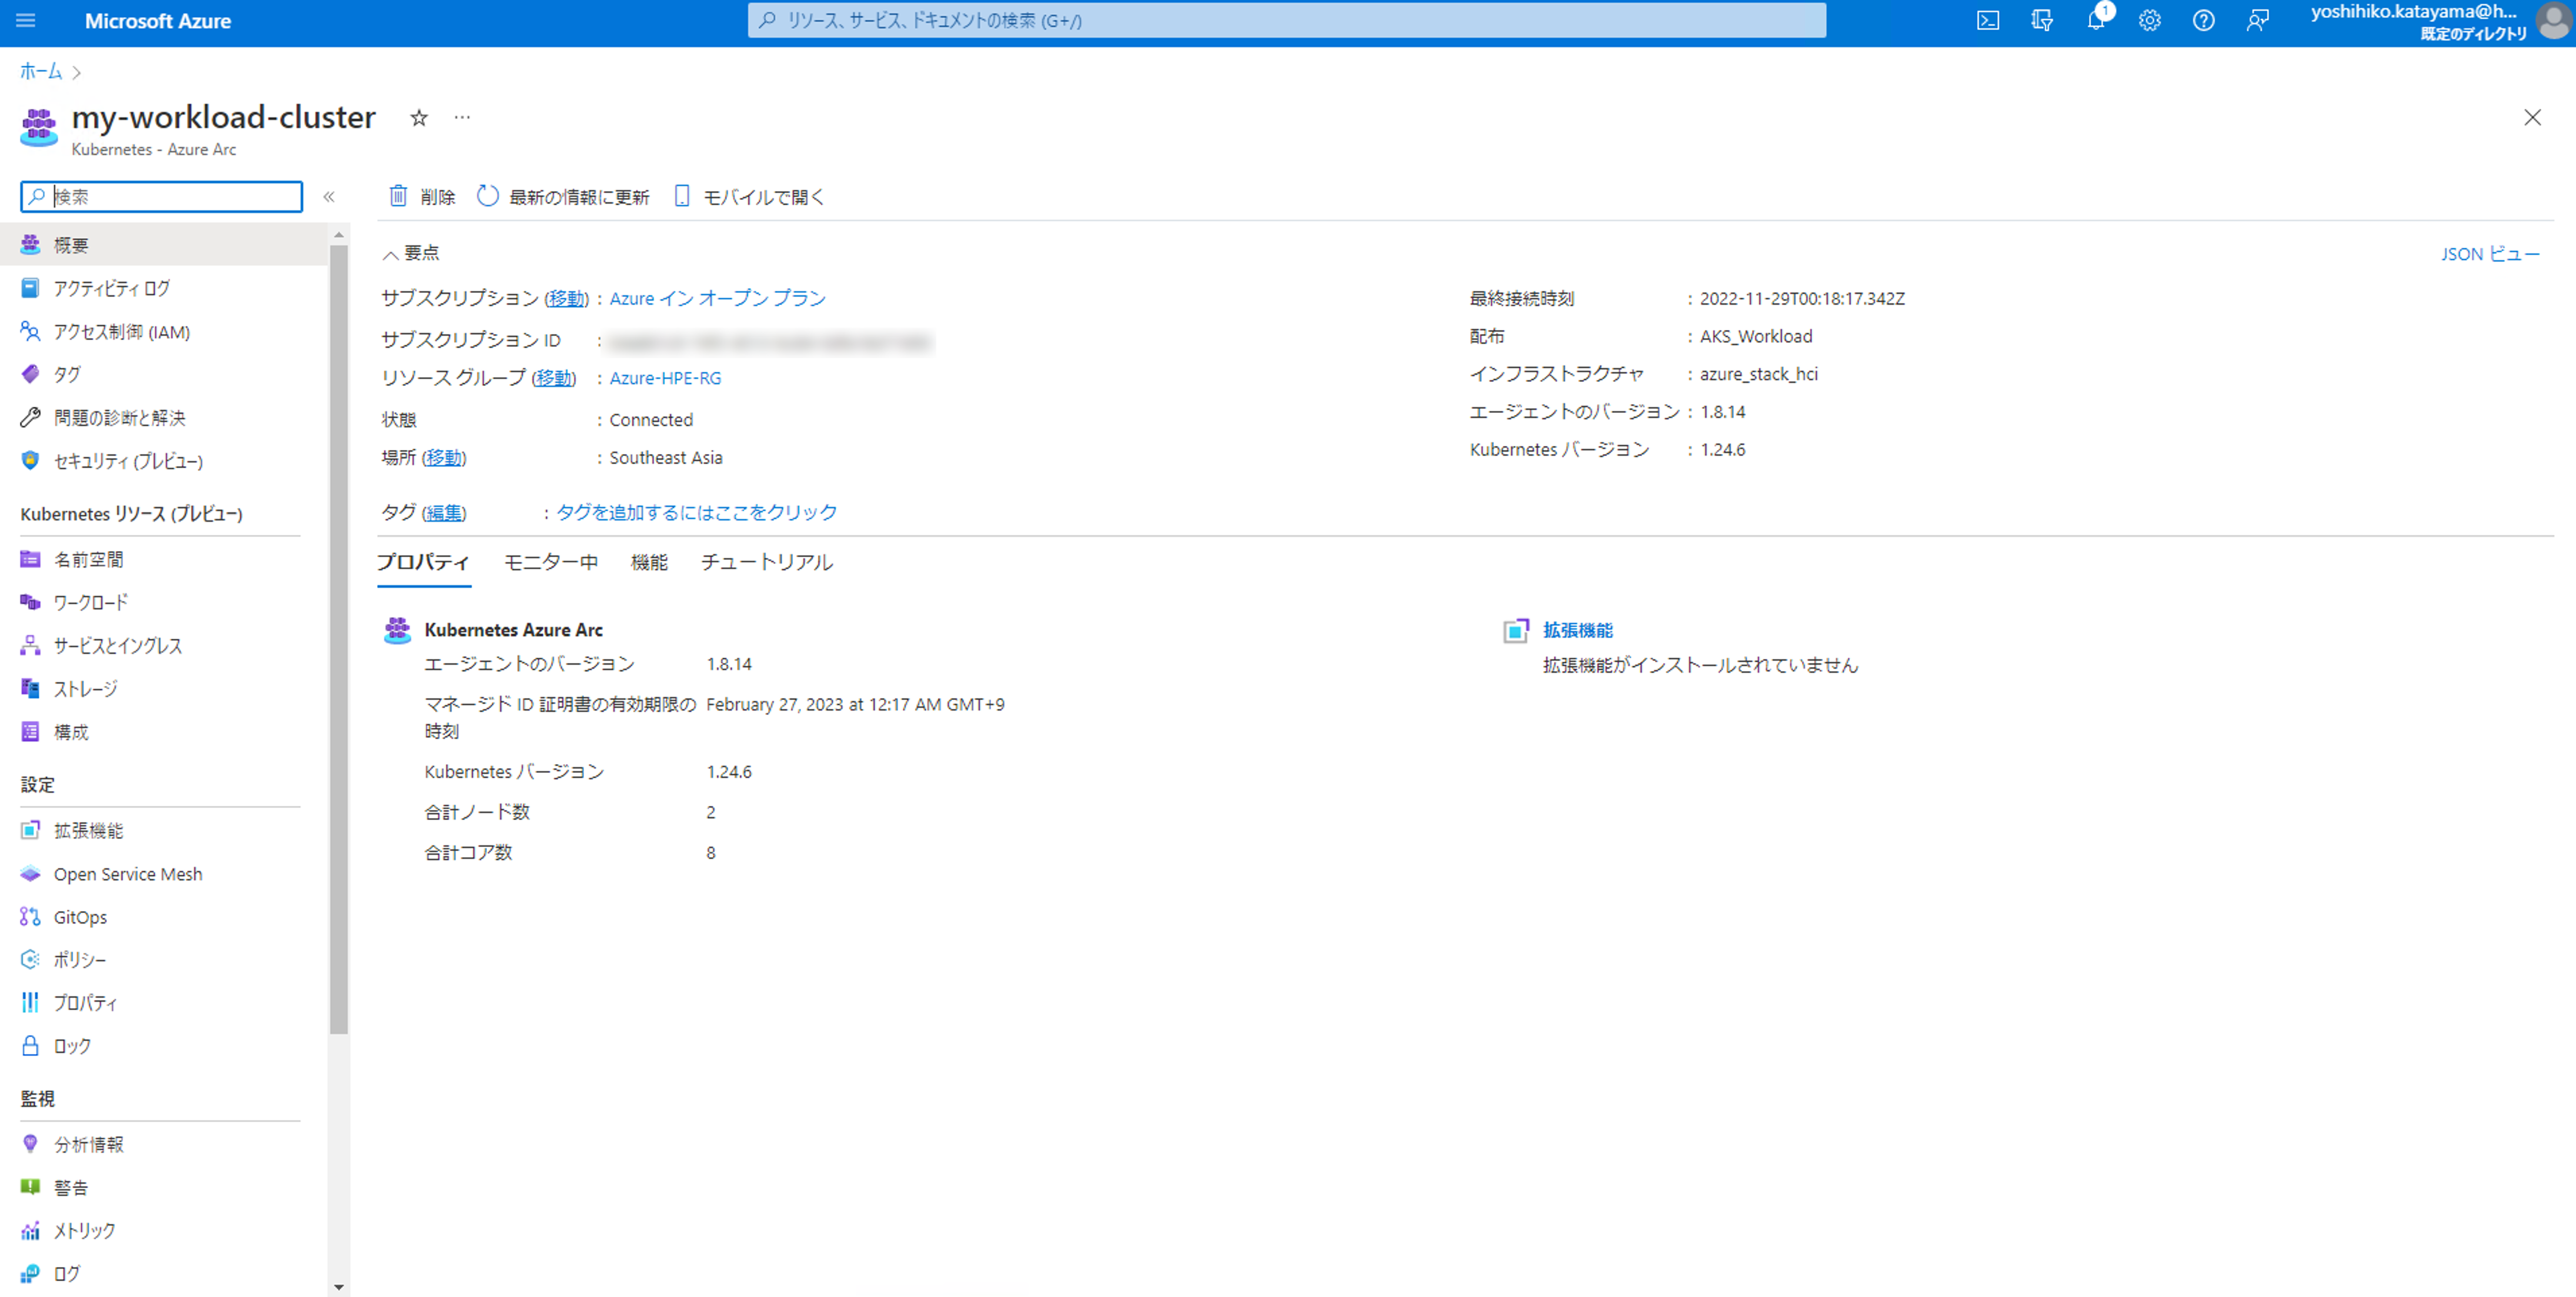 Microsoft Azure
リソース、サービス、ドキュメントの検索 (G+/)
1
yoshihiko.katayama@h...
既定のディレクトリ
ホーム
my-workload-cluster
...
Kubernetes - Azure Arc
検索
«
削除
最新の情報に更新
モバイルで開く
概要
アクティビティ ログ
アクセス制御 (IAM)
タグ
問題の診断と解決
セキュリティ (プレビュー)
Kubernetes リソース (プレビュー)
名前空間
ワークロード
サービスとイングレス
ストレージ
構成
設定
拡張機能
Open Service Mesh
GitOps
ポリシー
プロパティ
ロック
監視
分析情報
警告
メトリック
ログ
要点
JSON ビュー
サブスクリプション (移動) : Azure イン オープン プラン
サブスクリプション ID :
リソース グループ (移動) : Azure-HPE-RG
状態 : Connected
場所 (移動) : Southeast Asia
最終接続時刻 : 2022-11-29T00:18:17.342Z
配布 : AKS_Workload
インフラストラクチャ : azure_stack_hci
エージェントのバージョン : 1.8.14
Kubernetes バージョン : 1.24.6
タグ (編集) : タグを追加するにはここをクリック
プロパティ モニター中 機能 チュートリアル
Kubernetes Azure Arc
エージェントのバージョン 1.8.14
マネージド ID 証明書の有効期限の February 27, 2023 at 12:17 AM GMT+9
時刻
Kubernetes バージョン 1.24.6
合計ノード数 2
合計コア数 8
拡張機能
拡張機能がインストールされていません